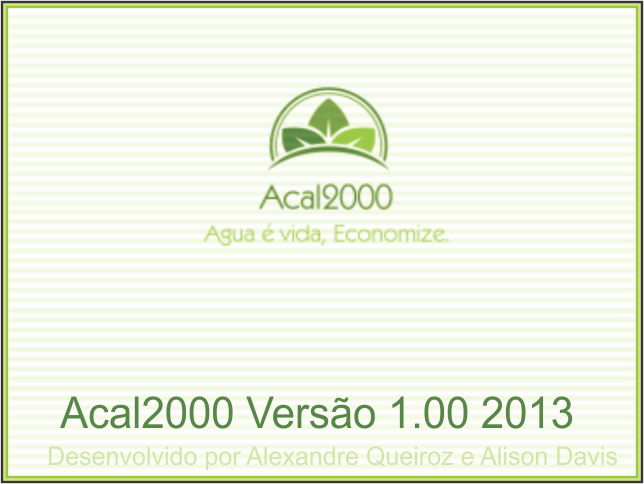 Acal2000
Agua é vida, Economize.
Acal2000 Versão 1.00 2013
Desenvolvido por Alexandre Queiroz e Alison Davis